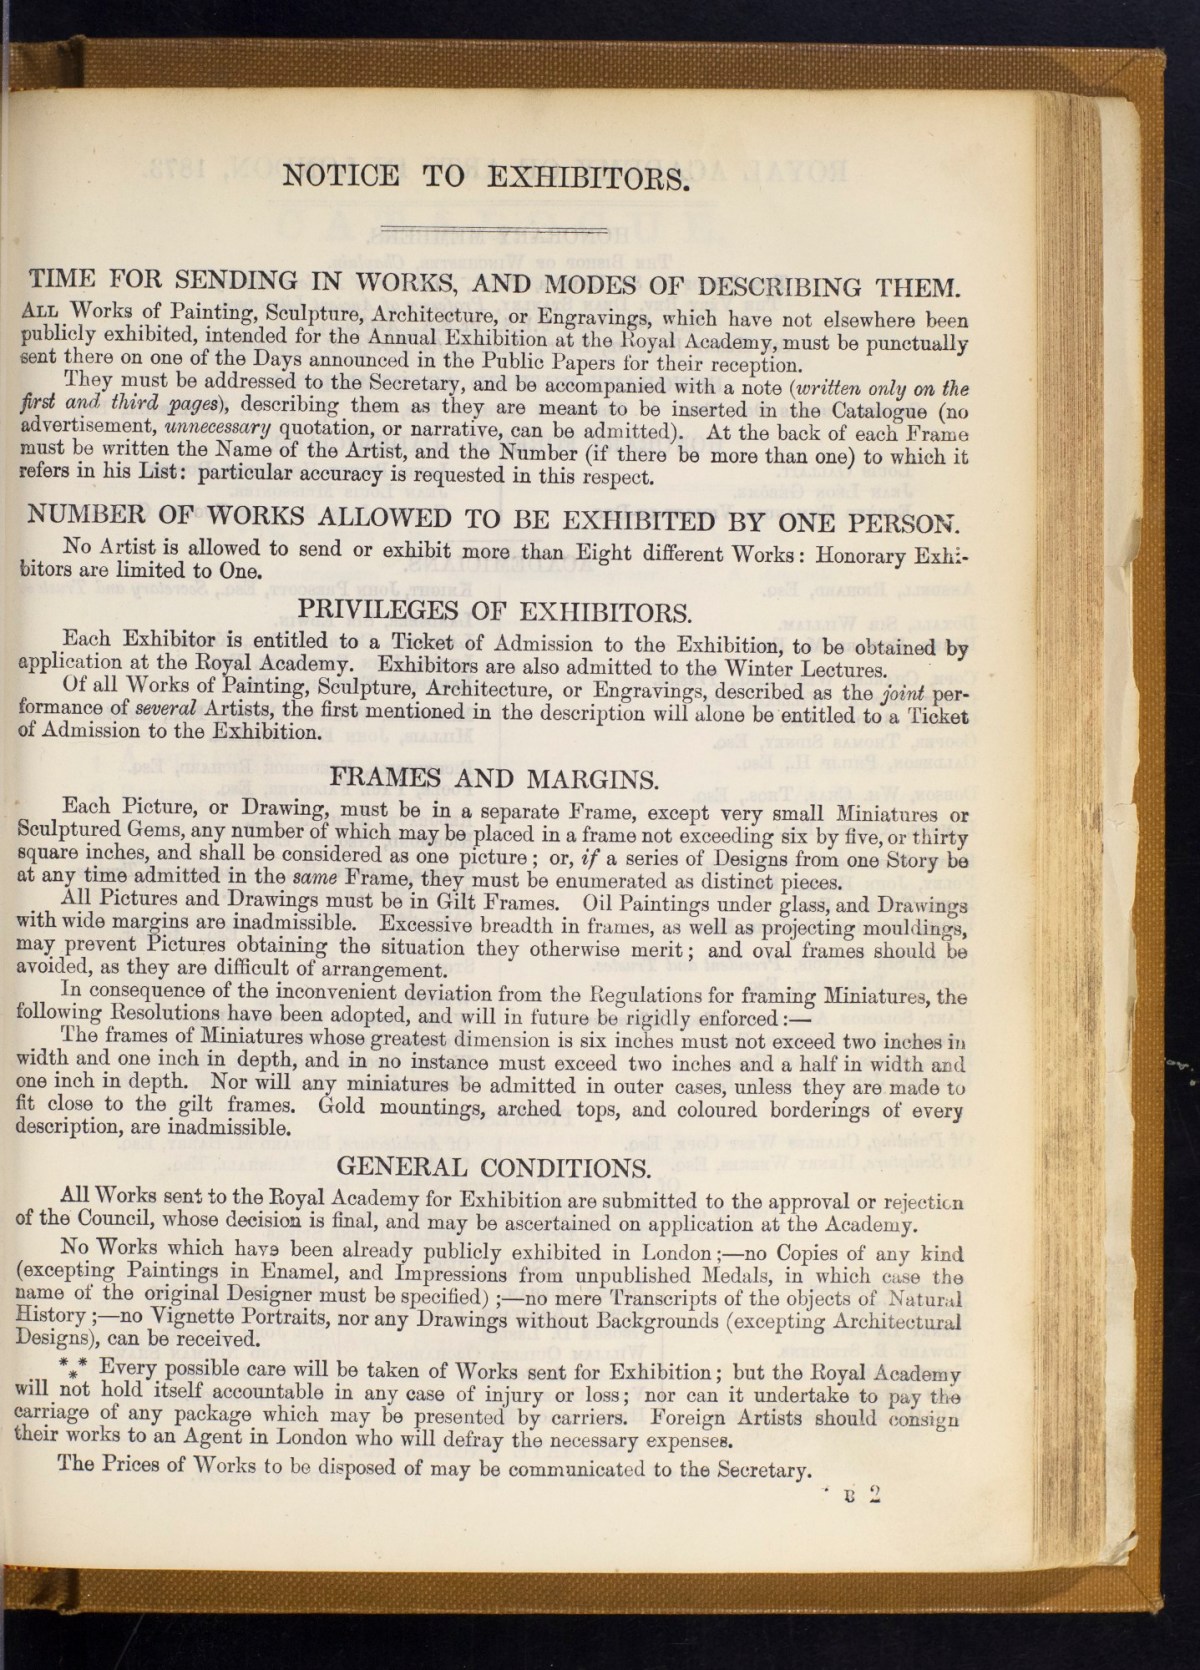 NOTICE TO EXHIBITORS.
TIME FOR SENDING IN WORKS, AND MODES OF DESCRIBING THEM.
ALL Works of Painting, Sculpture, Architecture, or Engravings, which have not elsewhere been
publicly exhibited, intended for the Annual Exhibition at the Royal Academy, must be punctually
sent there on one of the Days announced in the Public Papers for their reception.
They must be addressed to the Secretary, and be accompanied with a note (written only on the
first and third pages), describing them as they are meant to be inserted in the Catalogue (no
advertisement, unnecessary quotation, or narrative, can be admitted). At the back of each Frame
must be written the Name of the Artist, and the Number (if there be more than one) to which it
refers in his List: particular accuracy is requested in this respect.
NUMBER OF WORKS ALLOWED TO BE EXHIBITED BY ONE PERSON.
No Artist is allowed to send or exhibit more than Eight different Works: Honorary Exhi-
bitors are limited to One.
PRIVILEGES OF EXHIBITORS.
Each Exhibitor is entitled to a Ticket of Admission to the Exhibition, to be obtained by
application at the Royal Academy. Exhibitors are also admitted to the Winter Lectures.
Of all Works of Painting, Sculpture, Architecture, or Engravings, described as the joint per-
formance of several Artists, the first mentioned in the description will alone be entitled to a Ticket
of Admission to the Exhibition.
FRAMES AND MARGINS.
Each Picture, or Drawing, must be in a separate Frame, except very small Miniatures or
Sculptured Gems, any number of which may be placed in a frame not exceeding six by five, or thirty
square inches, and shall be considered as one picture; or, if a series of Designs from one Story be
at any time admitted in the same Frame, they must be enumerated as distinct pieces.
All Pictures and Drawings must be in Gilt Frames. Oil Paintings under glass, and Drawings
with wide margins are inadmissible. Excessive breadth in frames, as well as projecting mouldings,
may prevent Pictures obtaining the situation they otherwise merit; and oval frames should be
avoided, as they are difficult of arrangement.
In consequence of the inconvenient deviation from the Regulations for framing Miniatures, the
following Resolutions have been adopted, and will in future be rigidly enforced:—
The frames of Miniatures whose greatest dimension is six inches must not exceed two inches in
width and one inch in depth, and in no instance must exceed two inches and a half in width and
one inch in depth. Nor will any miniatures be admitted in outer cases, unless they are made to
fit close to the gilt frames. Gold mountings, arched tops, and coloured borderings of every
description, are inadmissible.
GENERAL CONDITIONS.
All Works sent to the Royal Academy for Exhibition are submitted to the approval or rejection
of the Council, whose decision is final, and may be ascertained on application at the Academy.
No Works which have been already publicly exhibited in London;—no Copies of any kind
(excepting Paintings in Enamel, and Impressions from unpublished Medals, in which case the
name of the original Designer must be specified);—no mere Transcripts of the objects of Natural
History;—no Vignette Portraits, nor any Drawings without Backgrounds (excepting Architectural
Designs), can be received.
*** Every possible care will be taken of Works sent for Exhibition; but the Royal Academy
will not hold itself accountable in any case of injury or loss; nor can it undertake to pay the
carriage of any package which may be presented by carriers. Foreign Artists should consign
their works to an Agent in London who will defray the necessary expenses.
The Prices of Works to be disposed of may be communicated to the Secretary.
B 2